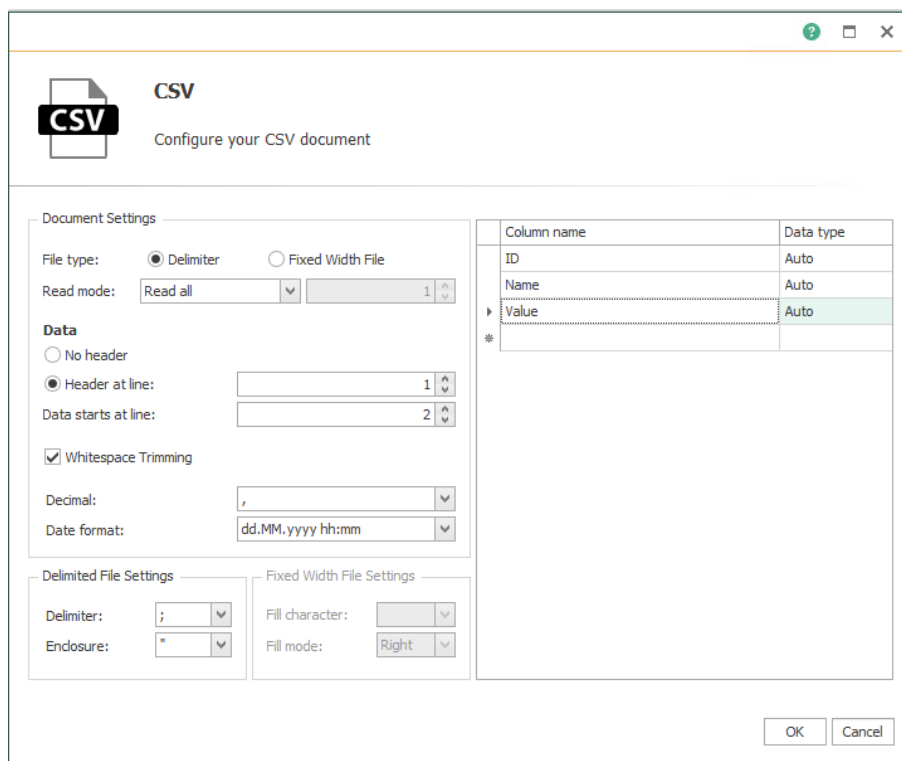 ?
CSV
CSV
Configure your CSV document
Document Settings
File type: Delimiter Fixed Width File
Read mode: Read all 1
Data
No header
Header at line: 1
Data starts at line: 2
Whitespace Trimming
Decimal: ,
Date format: dd.MM.yyyy hh:mm
Delimited File Settings
Delimiter: ;
Enclosure: "
Fixed Width File Settings
Fill character:
Fill mode: Right
Column name Data type
ID Auto
Name Auto
Value Auto
OK Cancel